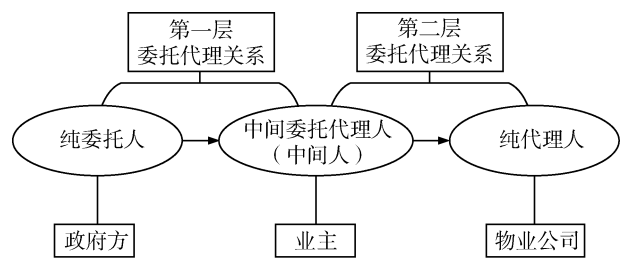 第一层
委托代理关系
第二层
委托代理关系
纯委托人
中间委托代理人
（中间人）
纯代理人
政府方
业主
物业公司